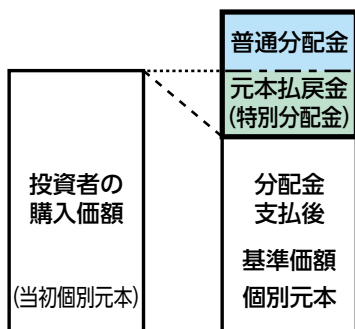 普通分配金
元本払戻金
(特別分配金)
投資者の
購入価額
(当初個別元本)
分配金
支払後
基準価額
個別元本